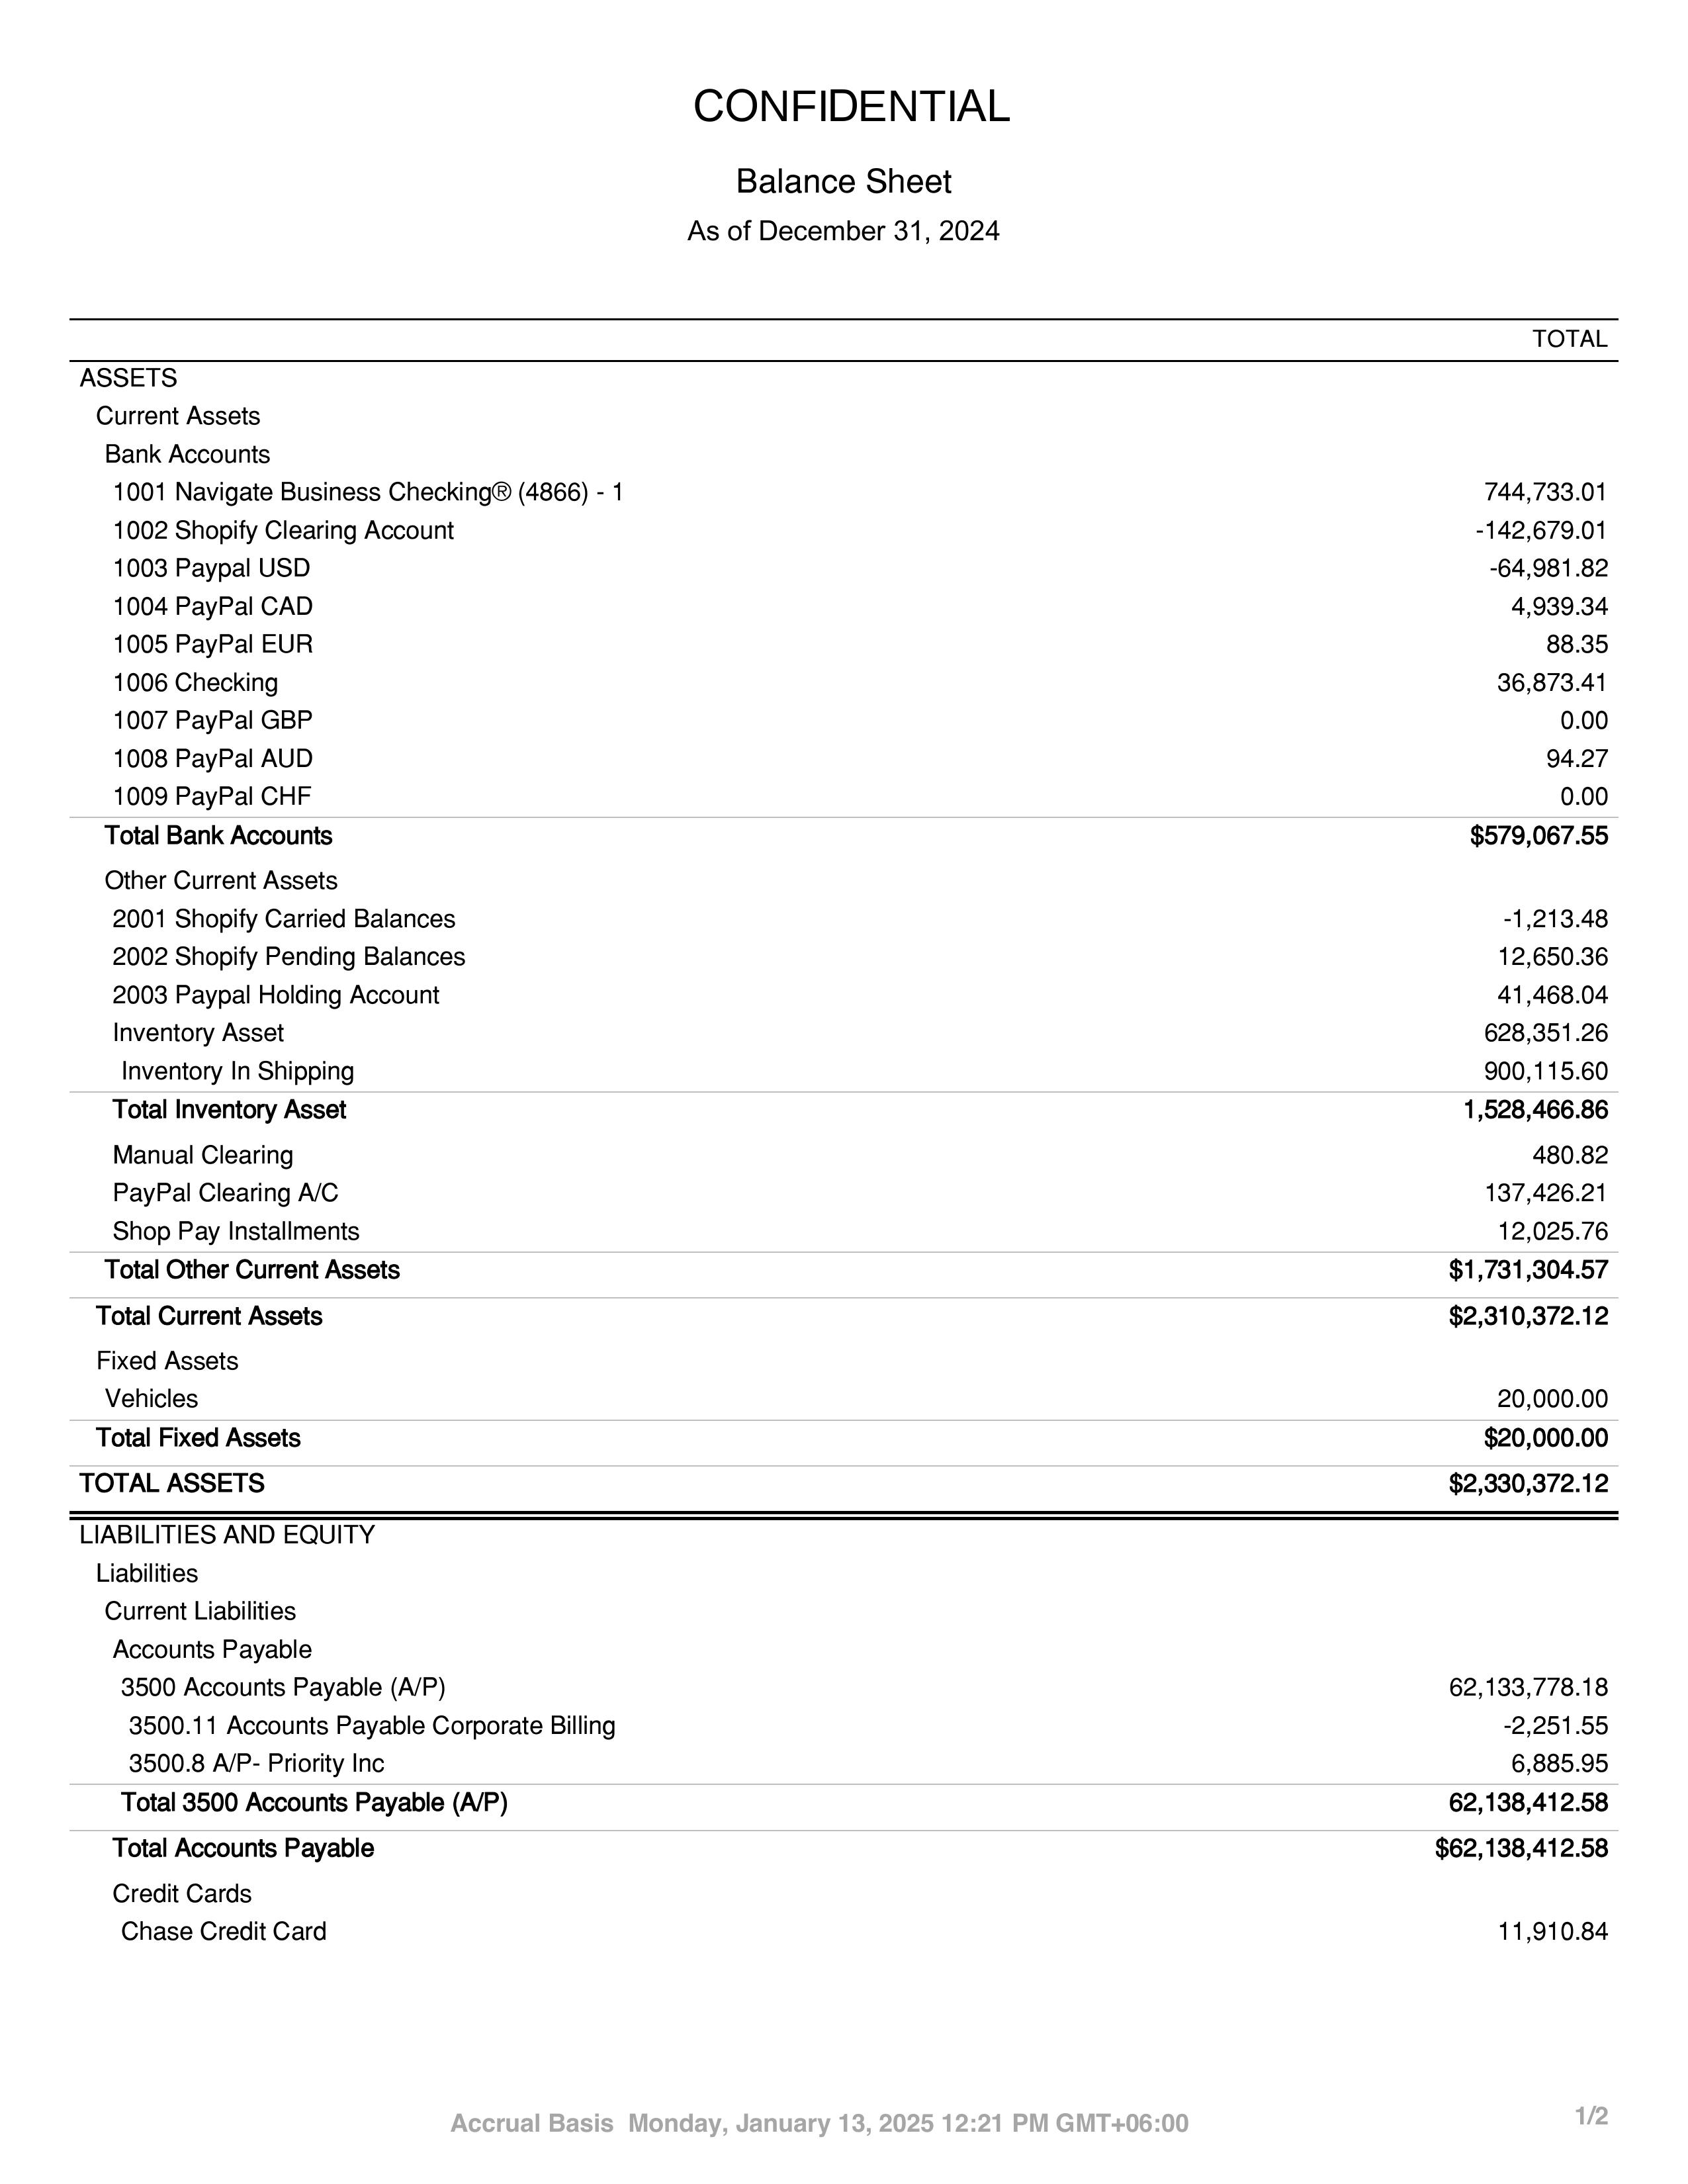 CONFIDENTIAL
Balance Sheet
As of December 31, 2024
TOTAL
ASSETS
Current Assets
Bank Accounts
1001 Navigate Business Checking® (4866) - 1 744,733.01
1002 Shopify Clearing Account -142,679.01
1003 Paypal USD -64,981.82
1004 PayPal CAD 4,939.34
1005 PayPal EUR 88.35
1006 Checking 36,873.41
1007 PayPal GBP 0.00
1008 PayPal AUD 94.27
1009 PayPal CHF 0.00
Total Bank Accounts $579,067.55
Other Current Assets
2001 Shopify Carried Balances -1,213.48
2002 Shopify Pending Balances 12,650.36
2003 Paypal Holding Account 41,468.04
Inventory Asset 628,351.26
Inventory In Shipping 900,115.60
Total Inventory Asset 1,528,466.86
Manual Clearing 480.82
PayPal Clearing A/C 137,426.21
Shop Pay Installments 12,025.76
Total Other Current Assets $1,731,304.57
Total Current Assets $2,310,372.12
Fixed Assets
Vehicles 20,000.00
Total Fixed Assets $20,000.00
TOTAL ASSETS $2,330,372.12
LIABILITIES AND EQUITY
Liabilities
Current Liabilities
Accounts Payable
3500 Accounts Payable (A/P) 62,133,778.18
3500.11 Accounts Payable Corporate Billing -2,251.55
3500.8 A/P- Priority Inc 6,885.95
Total 3500 Accounts Payable (A/P) 62,138,412.58
Total Accounts Payable $62,138,412.58
Credit Cards
Chase Credit Card 11,910.84
Accrual Basis Monday, January 13, 2025 12:21 PM GMT+06:00 1/2